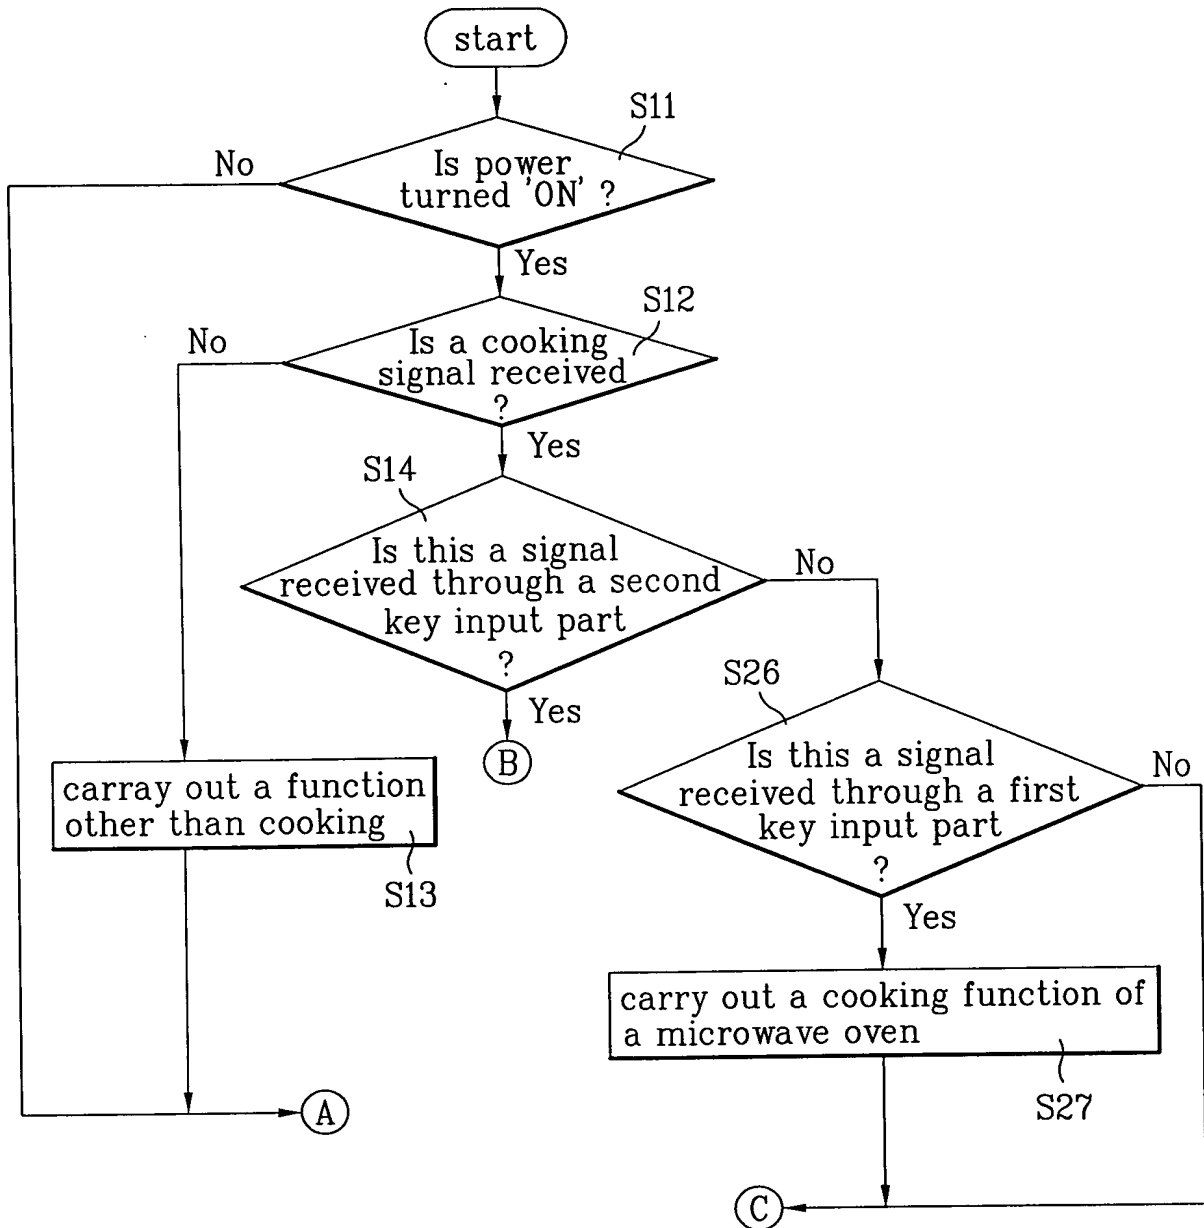 start
S11
No
Is power
turned 'ON' ?
Yes
S12
No
Is a cooking
signal received
?
Yes
S14
Is this a signal
received through a second
key input part
?
No
Yes
B
S26
Is this a signal
received through a first
key input part
?
No
Yes
carray out a function
other than cooking
S13
carry out a cooking function of
a microwave oven
S27
A
C